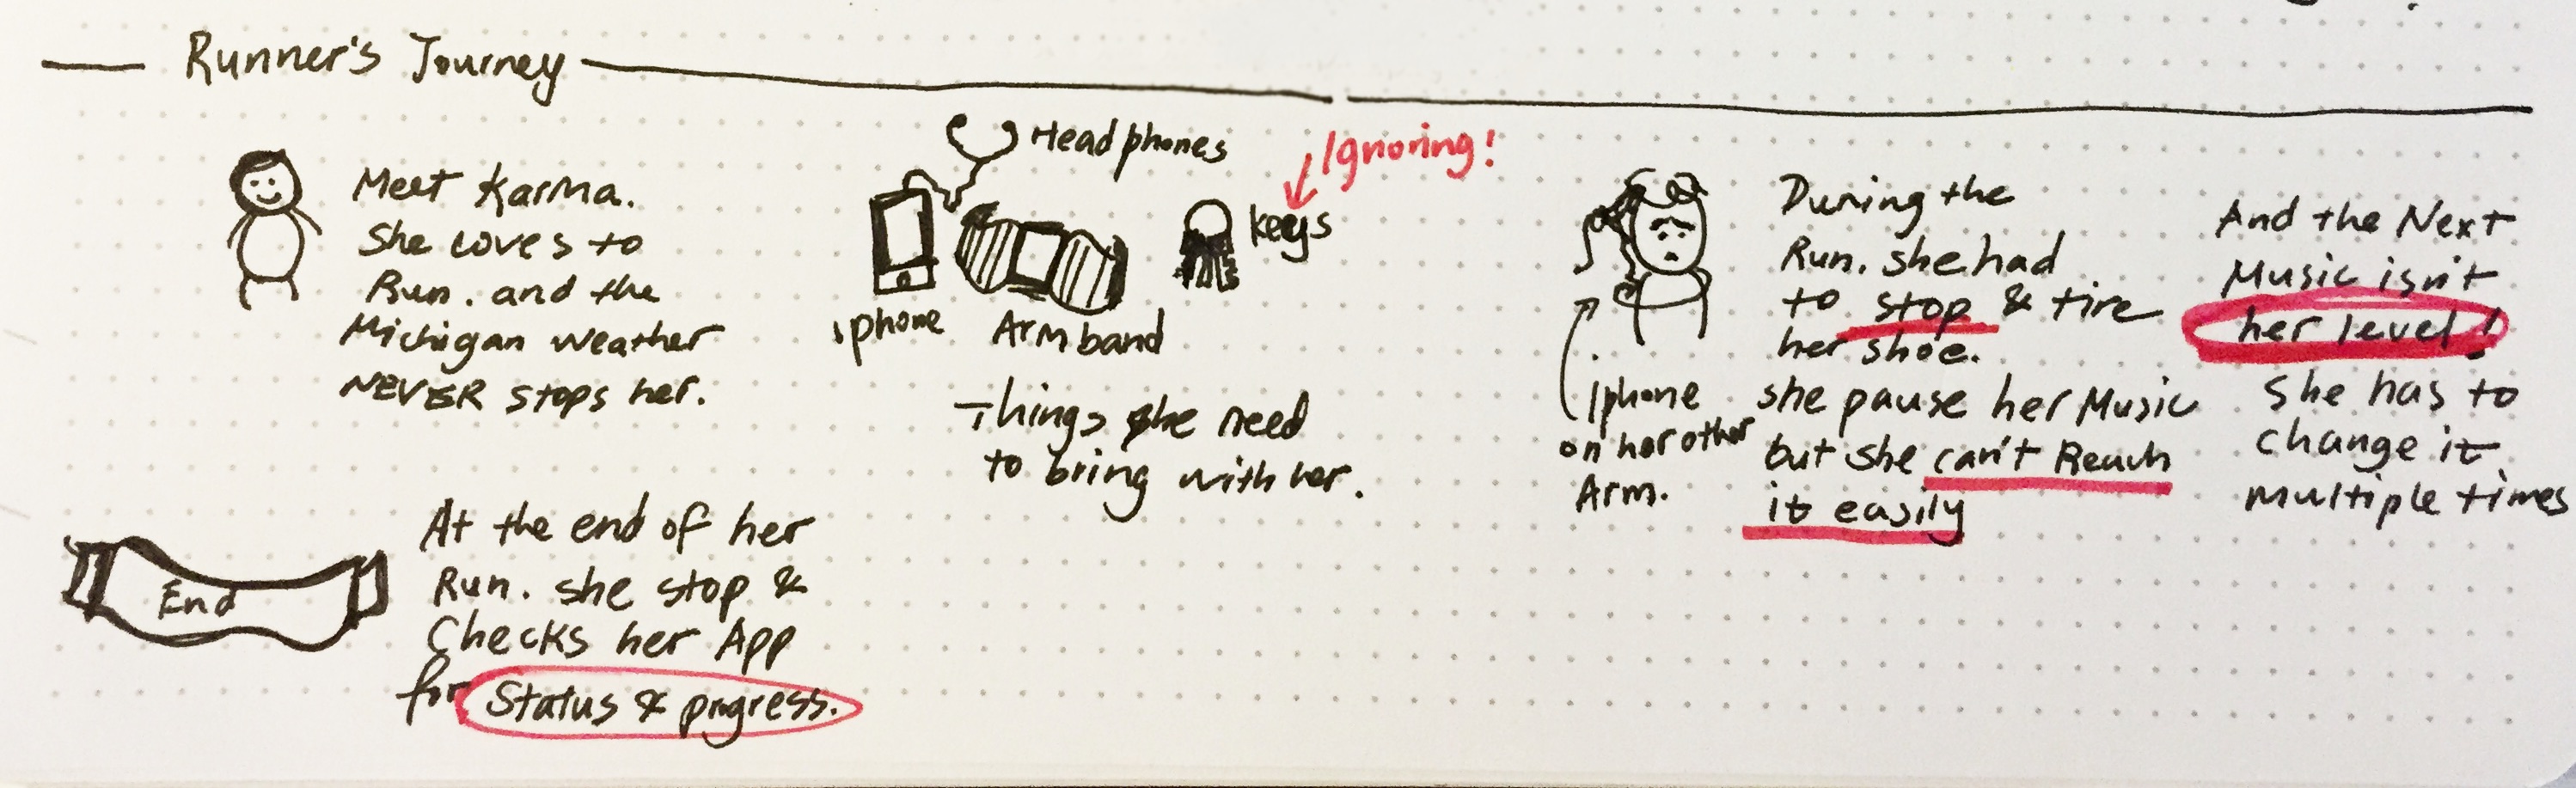 Runner's Journey
Meet Karma.
She loves to
Run. and the
Michigan weather
NEVER stops her.
Headphones
Ignoring!
keys
iphone
Armband
Things she need
to bring with her.
During the
Run. she had
to stop & tire
her shoe.
she pause her Music
but she can't Reach
it easily
Iphone
on her other
Arm.
And the Next
Music isn't
her level!
She has to
change it
multiple times
End
At the end of her
Run. she stop &
Checks her App
for Status & progress.